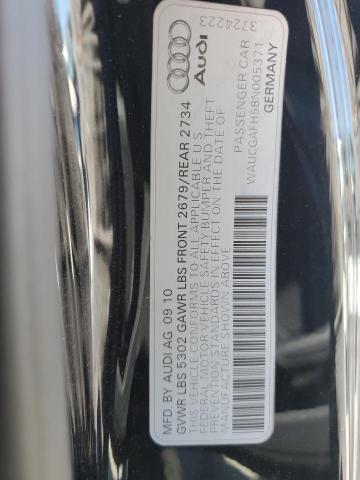 MFD. BY AUDI AG 09 10
GVWR LBS 5302 GAWR LBS FRONT 2679/REAR 2734
THIS VEHICLE CONFORMS TO ALL APPLICABLE U S
FEDERAL MOTOR VEHICLE SAFETY BUMPER AND THEFT
PREVENTION STANDARDS IN EFFECT ON THE DATE OF
MANUFACTURE SHOWN ABOVE
PASSENGER CAR
WAUCGAFH5BN005371
GERMANY
Audi
3724223